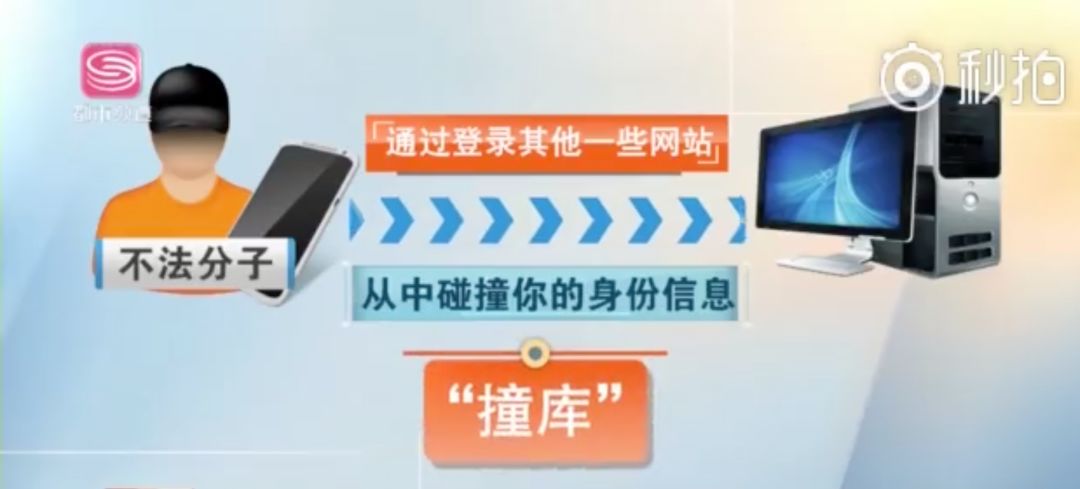 都市频道
秒拍
通过登录其他一些网站
不法分子
从中碰撞你的身份信息
“撞库”